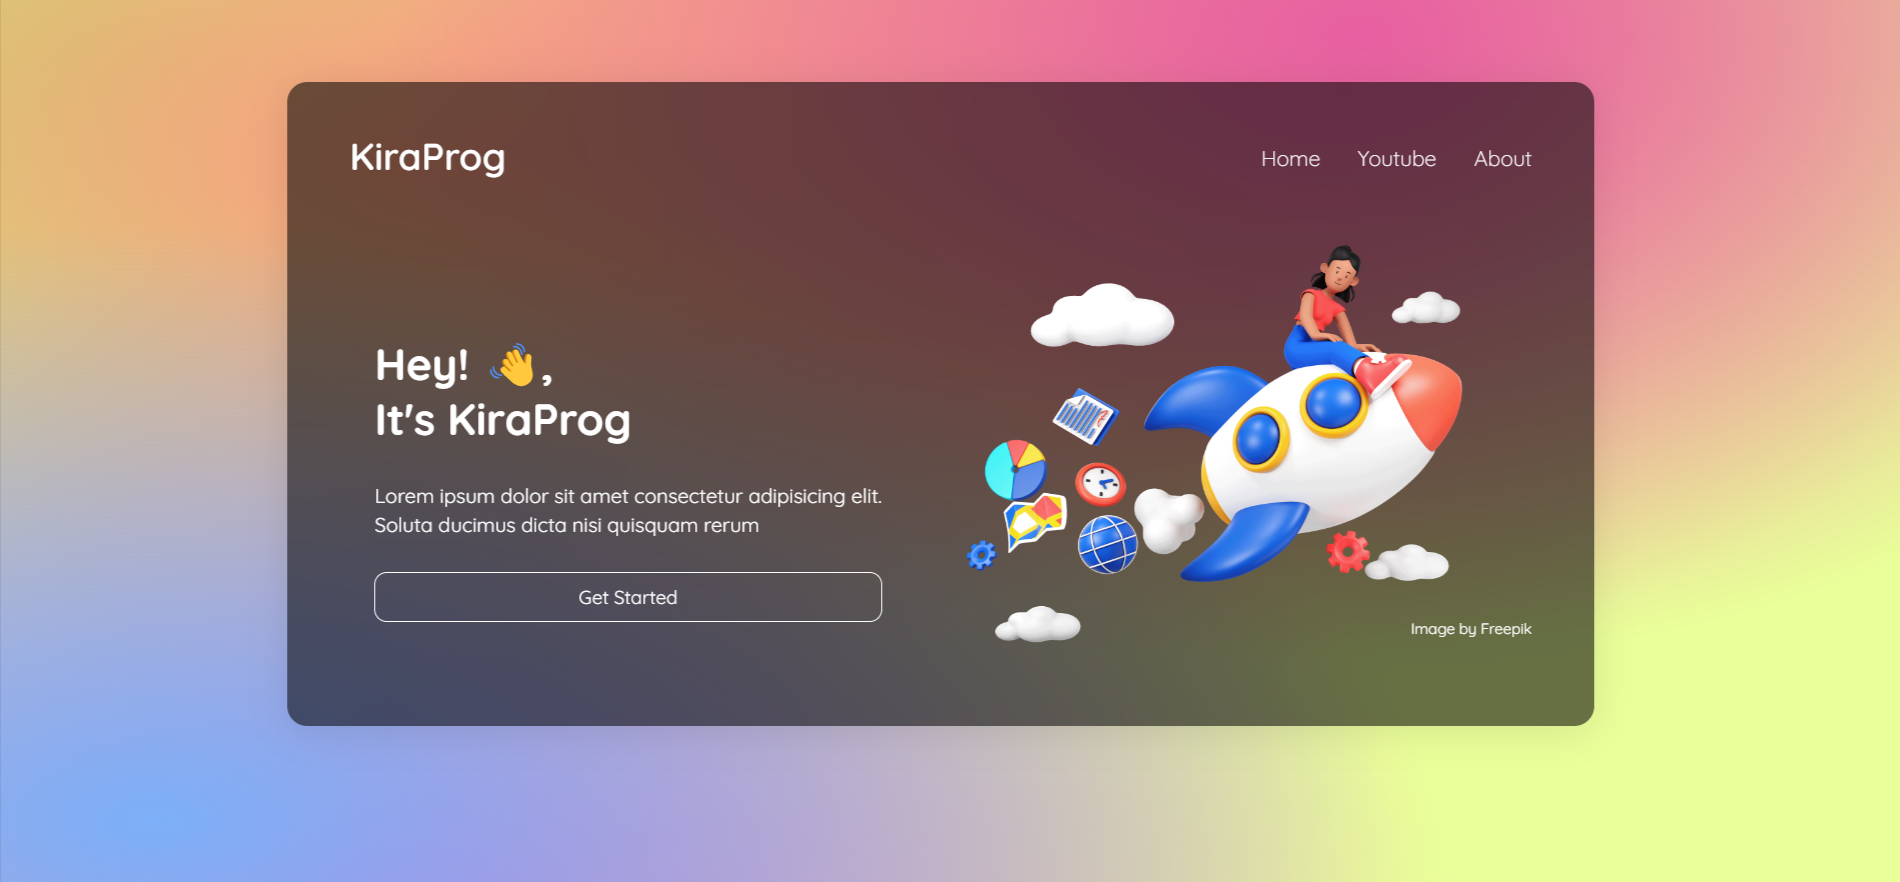 KiraProg
Home Youtube About
Hey! 👋,
It's KiraProg
Lorem ipsum dolor sit amet consectetur adipisicing elit.
Soluta ducimus dicta nisi quisquam rerum
Get Started
Image by Freepik